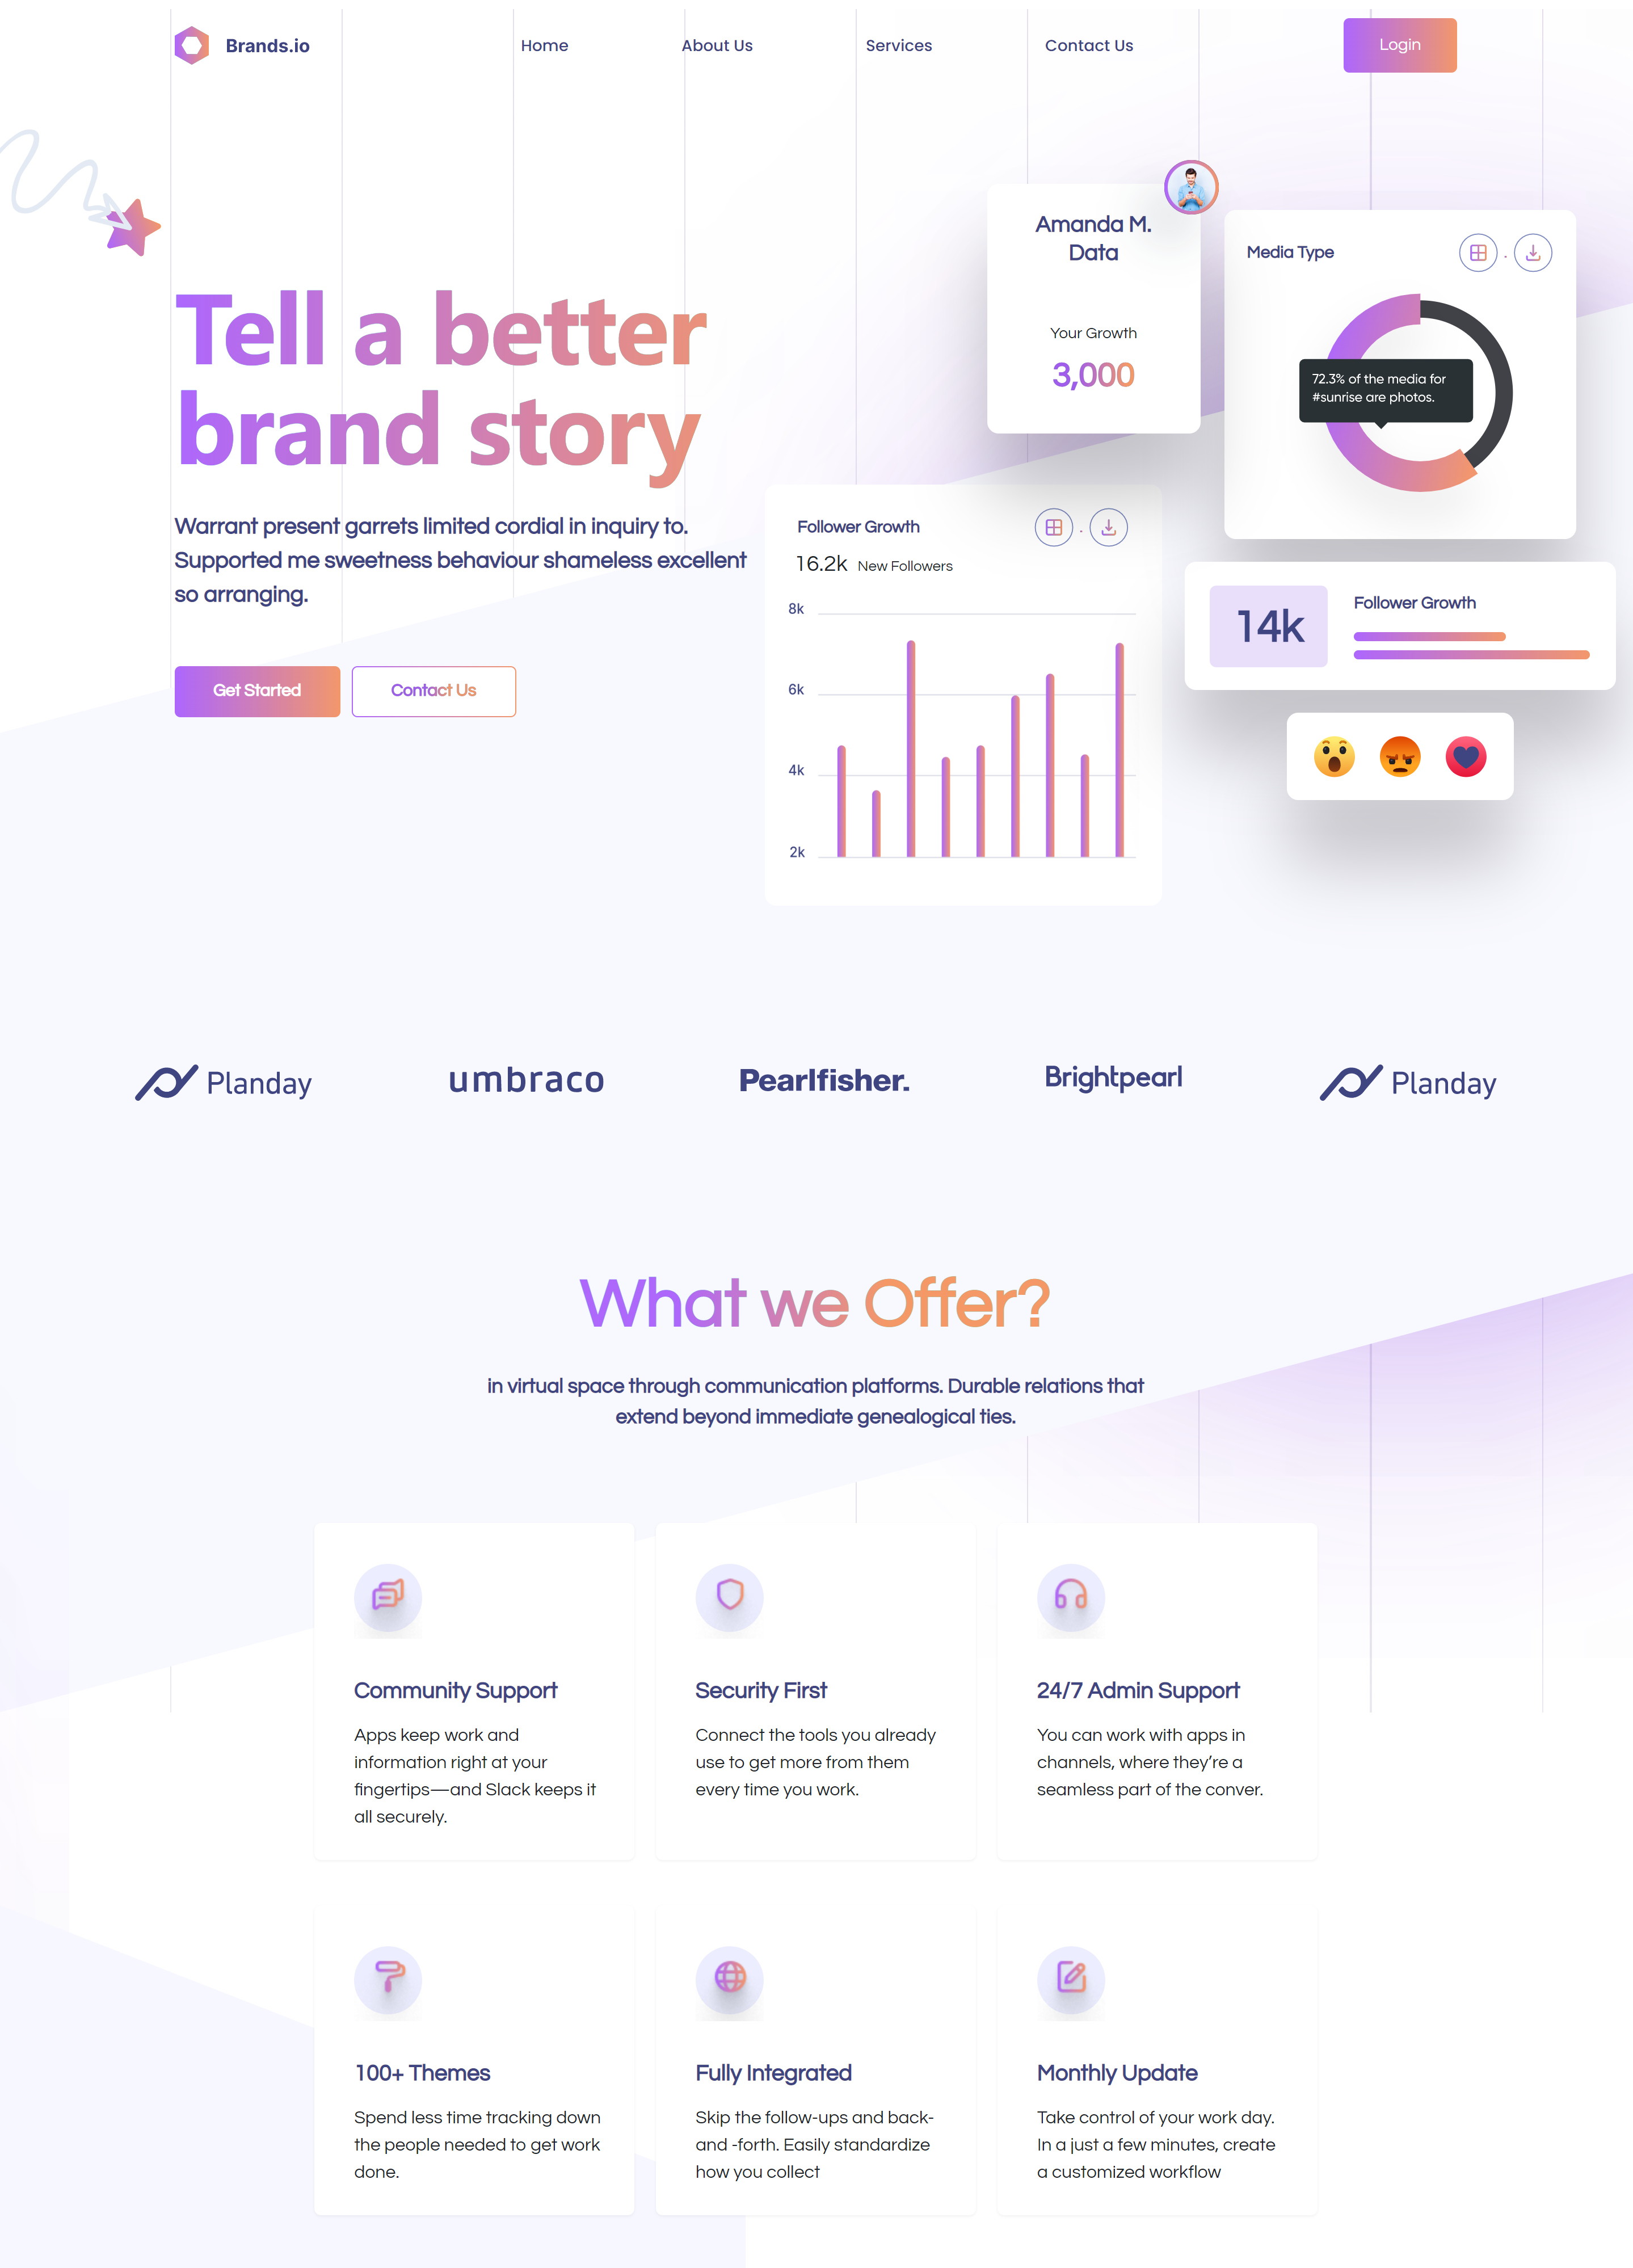 Brands.io
Home
About Us
Services
Contact Us
Login
Tell a better
brand story
Warrant present garrets limited cordial in inquiry to.
Supported me sweetness behaviour shameless excellent
so arranging.
Get Started
Contact Us
Amanda M.
Data
Your Growth
3,000
Media Type
72.3% of the media for
#sunrise are photos.
Follower Growth
16.2k New Followers
8k
6k
4k
2k
14k
Follower Growth
Planday
umbraco
Pearlfisher.
Brightpearl
Planday
What we Offer?
in virtual space through communication platforms. Durable relations that
extend beyond immediate genealogical ties.
Community Support
Apps keep work and
information right at your
fingertips—and Slack keeps it
all securely.
Security First
Connect the tools you already
use to get more from them
every time you work.
24/7 Admin Support
You can work with apps in
channels, where they’re a
seamless part of the conver.
100+ Themes
Spend less time tracking down
the people needed to get work
done.
Fully Integrated
Skip the follow-ups and back-
and -forth. Easily standardize
how you collect
Monthly Update
Take control of your work day.
In a just a few minutes, create
a customized workflow